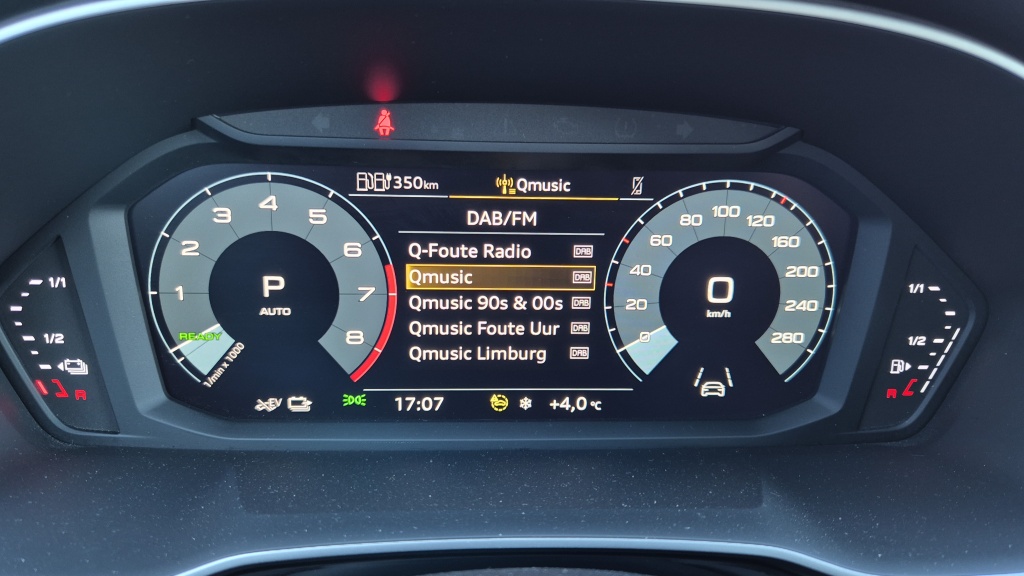 350km
Qmusic
DAB/FM
Q-Foute Radio DAB
Qmusic DAB
Qmusic 90s & 00s DAB
Qmusic Foute Uur DAB
Qmusic Limburg DAB
1 2 3 4 5 6 7 8
P
AUTO
READY
1/min x 1000
0 20 40 60 80 100 120 160 200 240 280
0
km/h
1/1
1/2
R
1/1
1/2
R
EV
17:07
+4,0 °C